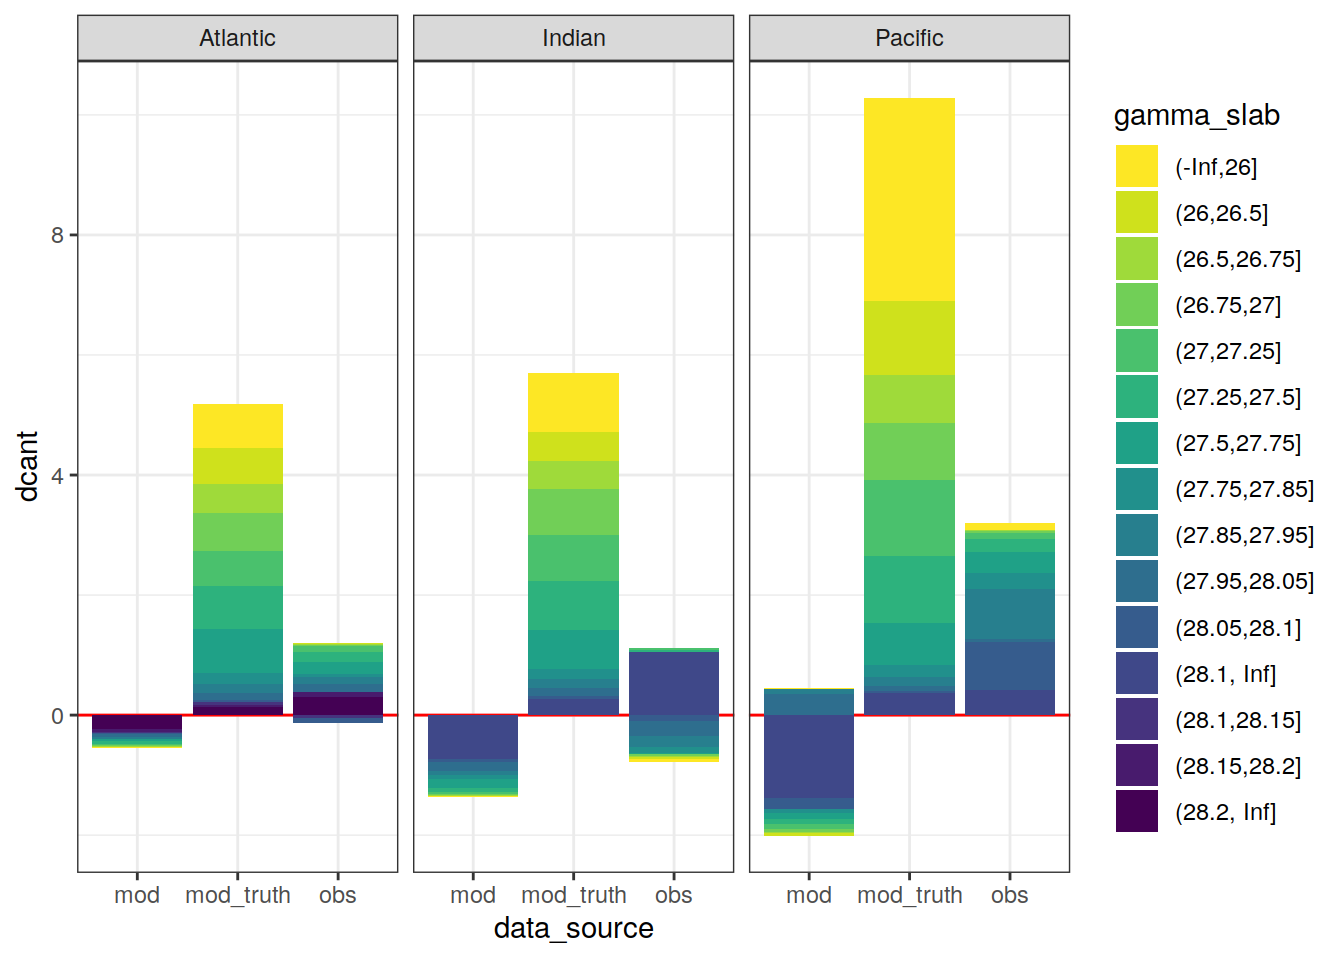 Atlantic
Indian
Pacific
dcant
8
4
0
mod
mod_truth
obs
mod
mod_truth
obs
mod
mod_truth
obs
data_source
gamma_slab
(-Inf,26]
(26,26.5]
(26.5,26.75]
(26.75,27]
(27,27.25]
(27.25,27.5]
(27.5,27.75]
(27.75,27.85]
(27.85,27.95]
(27.95,28.05]
(28.05,28.1]
(28.1, Inf]
(28.1,28.15]
(28.15,28.2]
(28.2, Inf]